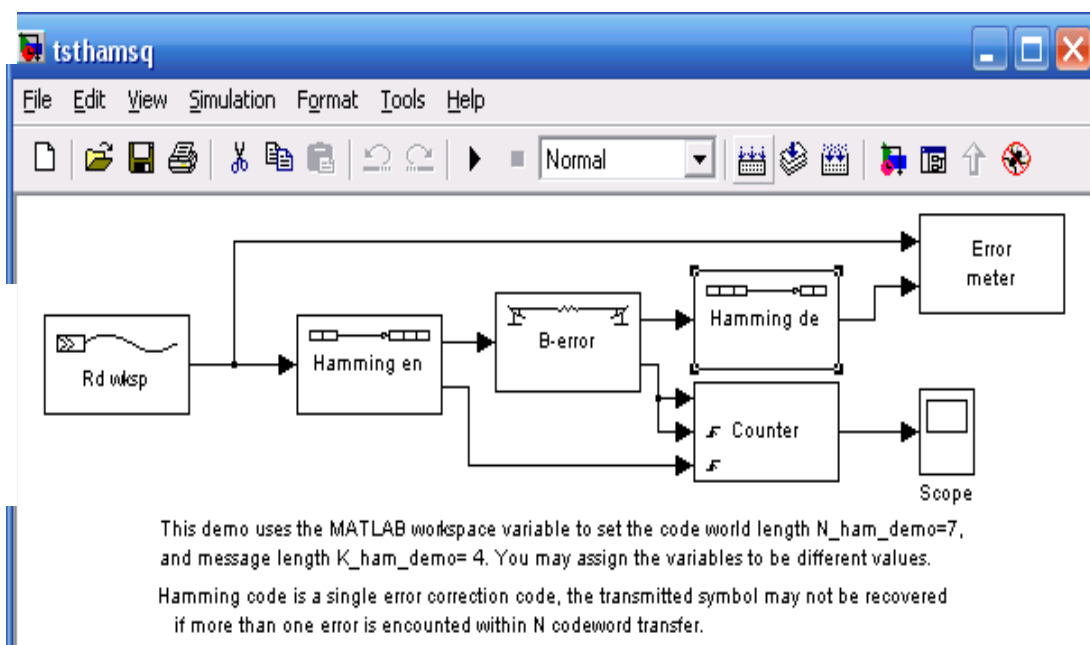 tsthamsq
File Edit View Simulation Format Tools Help
Normal
Error
meter
Hamming de
B-error
Hamming en
Rd wksp
Counter
Scope
This demo uses the MATLAB workspace variable to set the code world length N_ham_demo=7,
and message length K_ham_demo= 4. You may assign the variables to be different values.
Hamming code is a single error correction code, the transmitted symbol may not be recovered
if more than one error is encounted within N codeword transfer.